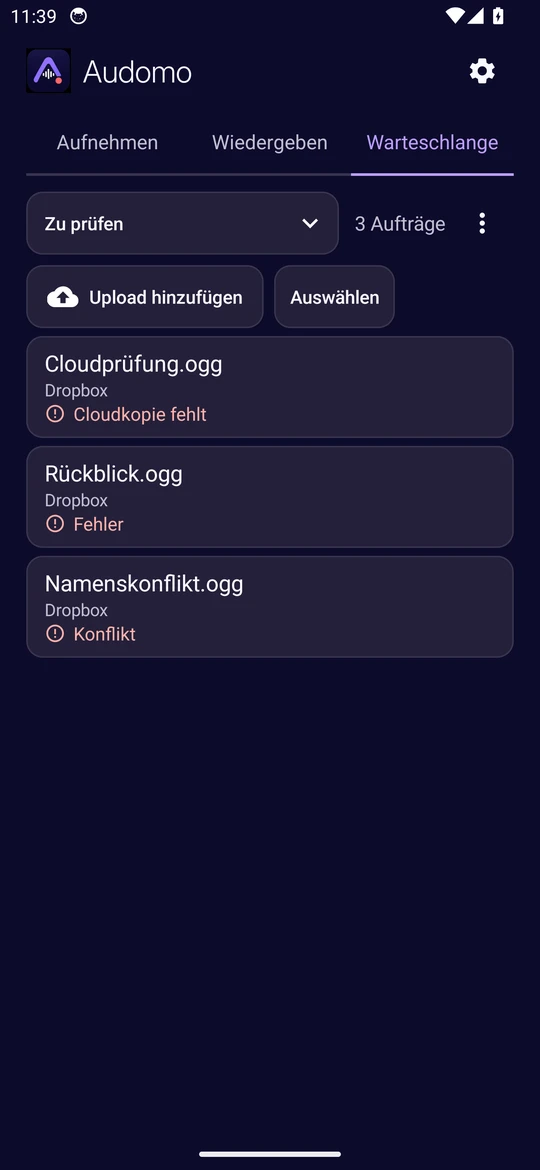 11:39
Audomo
Aufnehmen Wiedergeben Warteschlange
Zu prüfen 3 Aufträge
Upload hinzufügen Auswählen
Cloudprüfung.ogg
Dropbox
Cloudkopie fehlt
Rückblick.ogg
Dropbox
Fehler
Namenskonflikt.ogg
Dropbox
Konflikt